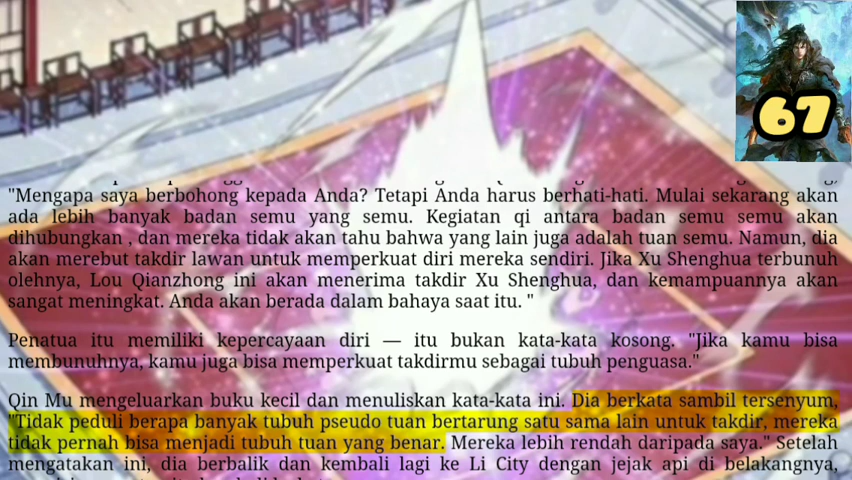 67
"Mengapa saya berbohong kepada Anda? Tetapi Anda harus berhati-hati. Mulai sekarang akan
ada lebih banyak badan semu yang semu. Kegiatan qi antara badan semu semu akan
dihubungkan , dan mereka tidak akan tahu bahwa yang lain juga adalah tuan semu. Namun, dia
akan merebut takdir lawan untuk memperkuat diri mereka sendiri. Jika Xu Shenghua terbunuh
olehnya, Lou Qianzhong ini akan menerima takdir Xu Shenghua, dan kemampuannya akan
sangat meningkat. Anda akan berada dalam bahaya saat itu. "
Penatua itu memiliki kepercayaan diri — itu bukan kata-kata kosong. "Jika kamu bisa
membunuhnya, kamu juga bisa memperkuat takdirmu sebagai tubuh penguasa."
Qin Mu mengeluarkan buku kecil dan menuliskan kata-kata ini. Dia berkata sambil tersenyum,
"Tidak peduli berapa banyak tubuh pseudo tuan bertarung satu sama lain untuk takdir, mereka
tidak pernah bisa menjadi tubuh tuan yang benar. Mereka lebih rendah daripada saya." Setelah
mengatakan ini, dia berbalik dan kembali lagi ke Li City dengan jejak api di belakangnya,